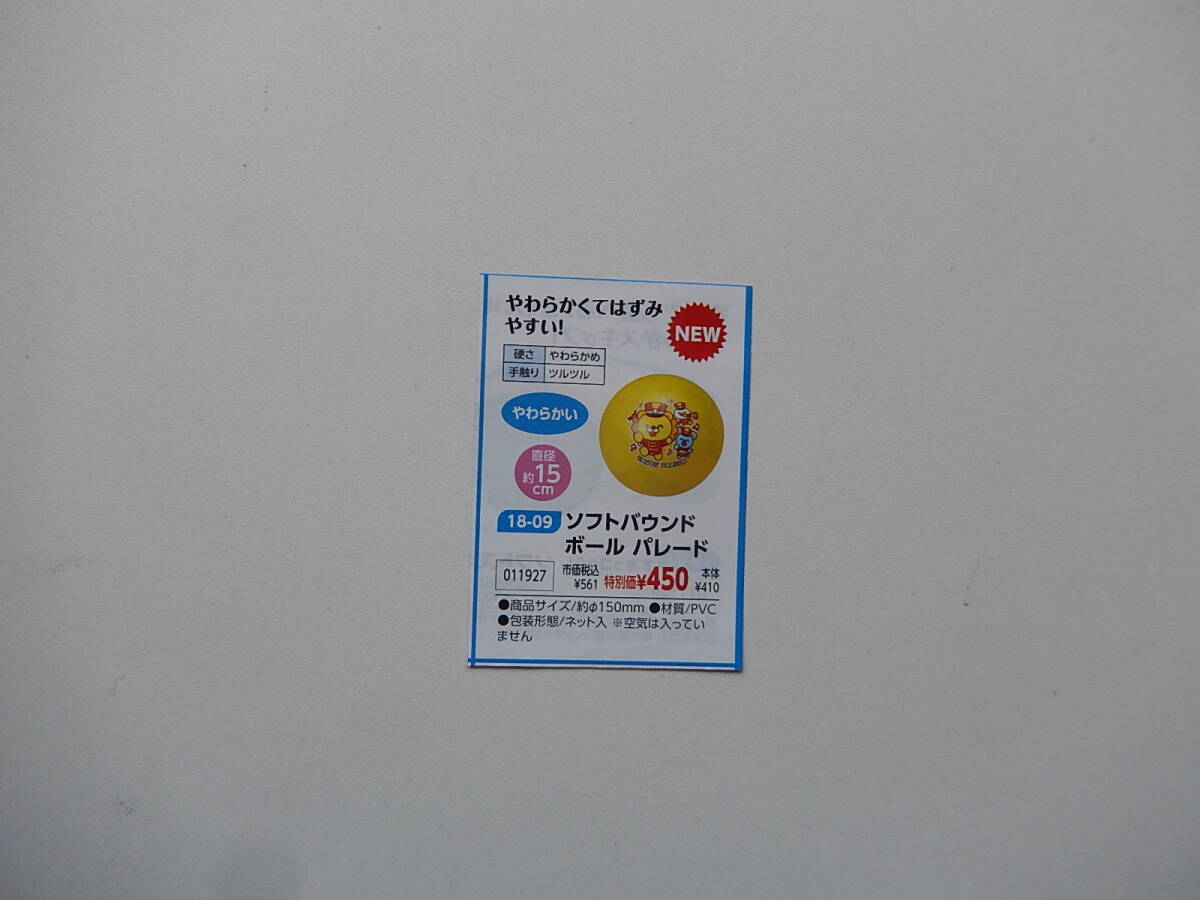 やわらかくてはずみ
やすい!
NEW
硬さ やわらかめ
手触り ツルツル
やわらかい
直径
約15
cm
18-09 ソフトバウンド
ボール パレード
011927 市価税込 ¥561 特別価¥450 本体 ¥410
●商品サイズ/約φ150mm ●材質/PVC
●包装形態/ネット入 ※空気は入ってい
ません